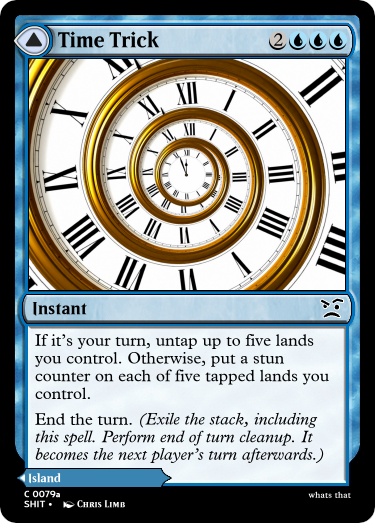 Time Trick 2
Instant
If it's your turn, untap up to five lands
you control. Otherwise, put a stun
counter on each of five tapped lands you
control.
End the turn. (Exile the stack, including
this spell. Perform end of turn cleanup. It
becomes the next player's turn afterwards.)
Island
C 0079a
whats that
SHIT • Chris Limb